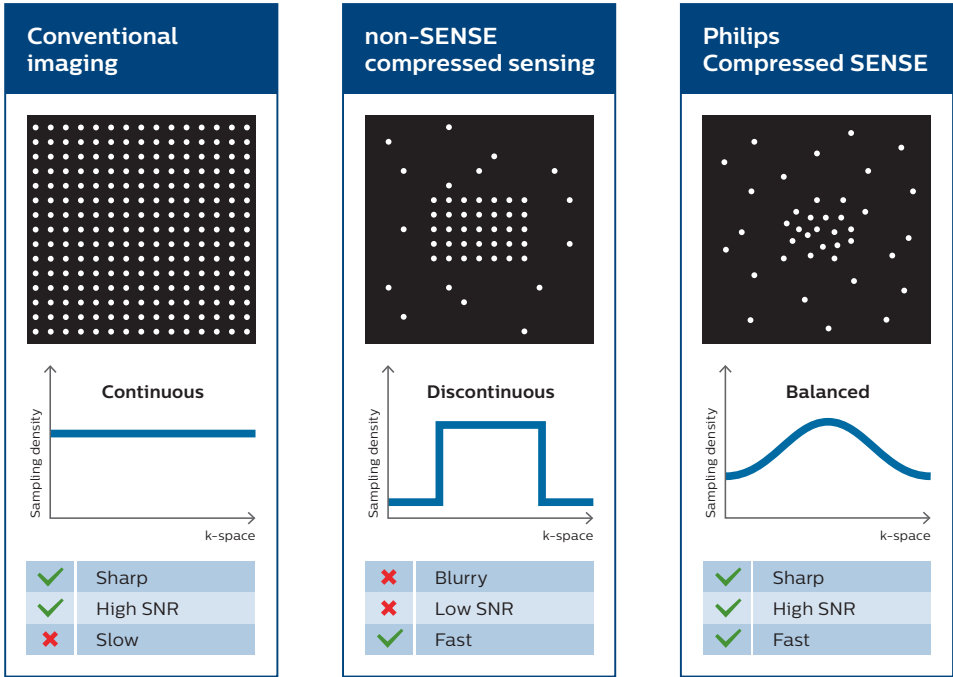 Conventional
imaging
Continuous
Sampling density
k-space
Sharp
High SNR
Slow
non-SENSE
compressed sensing
Discontinuous
Sampling density
k-space
Blurry
Low SNR
Fast
Philips
Compressed SENSE
Balanced
Sampling density
k-space
Sharp
High SNR
Fast